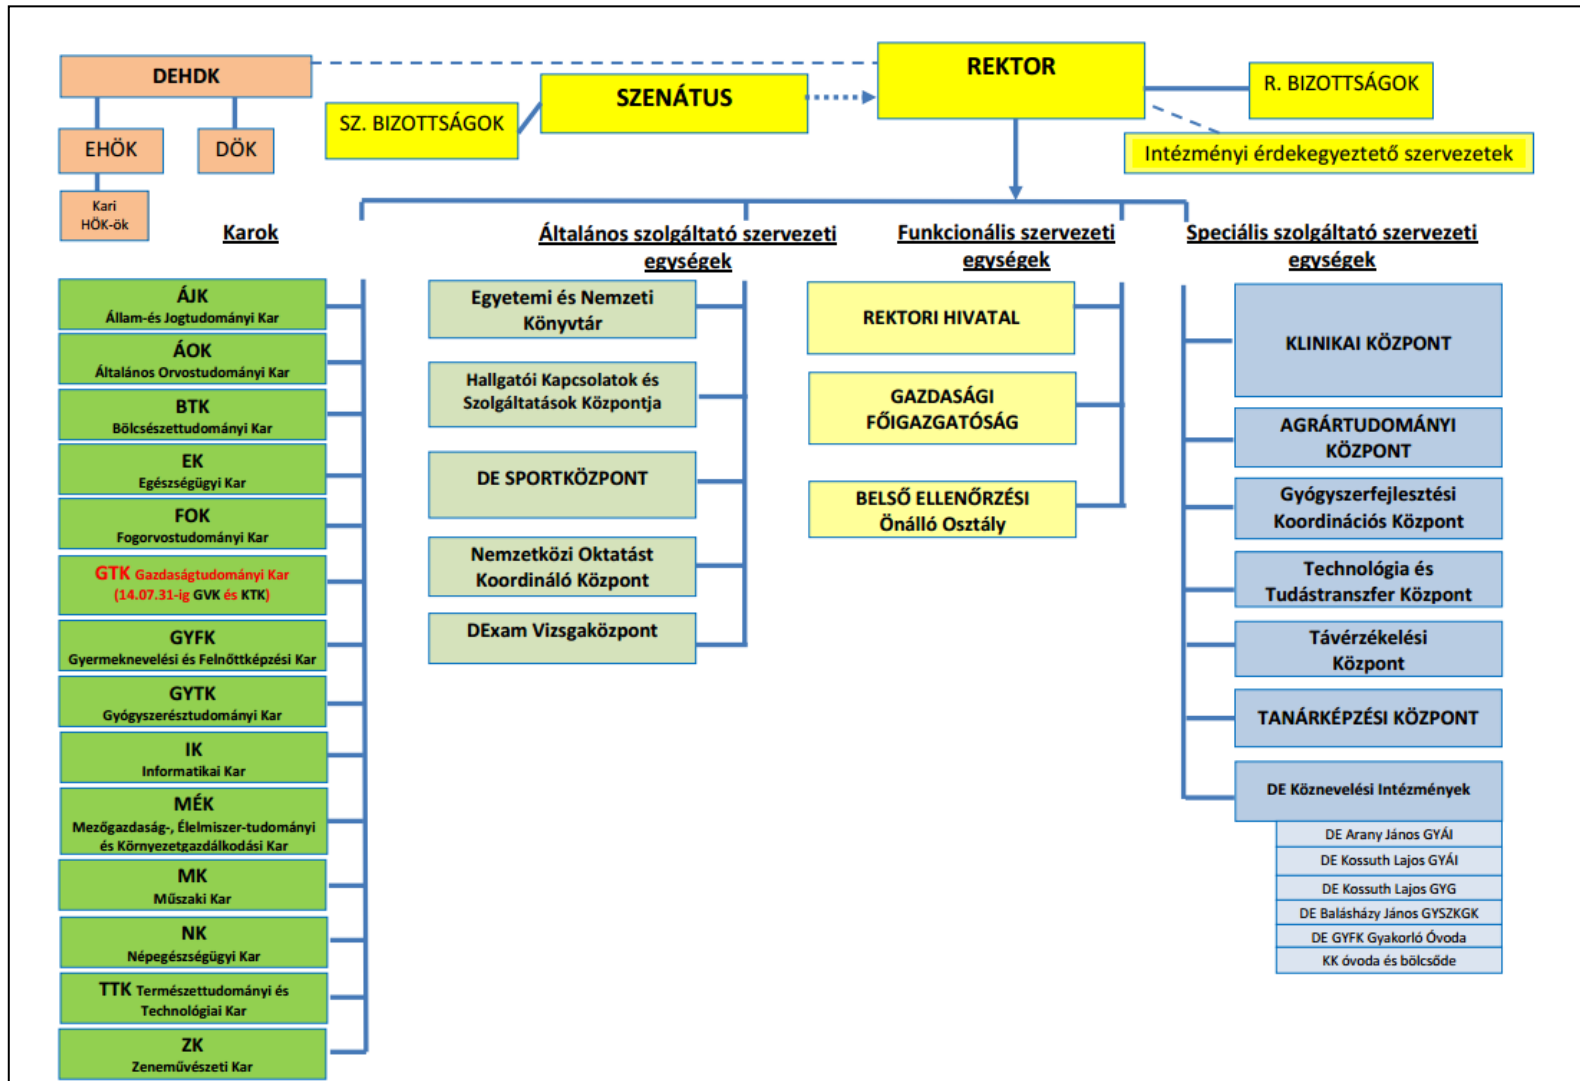 DEHDK
EHÖK
DÖK
Kari
HÖK-ök
SZ. BIZOTTSÁGOK
SZENÁTUS
REKTOR
R. BIZOTTSÁGOK
Intézményi érdekegyeztető szervezetek
Karok
ÁJK
Állam-és Jogtudományi Kar
ÁOK
Általános Orvostudományi Kar
BTK
Bölcsészettudományi Kar
EK
Egészségügyi Kar
FOK
Fogorvostudományi Kar
GTK Gazdaságtudományi Kar
(14.07.31-ig GVK és KTK)
GYFK
Gyermeknevelési és Felnőttképzési Kar
GYTK
Gyógyszerésztudományi Kar
IK
Informatikai Kar
MÉK
Mezőgazdaság-, Élelmiszer-tudományi
és Környezetgazdálkodási Kar
MK
Műszaki Kar
NK
Népegészségügyi Kar
TTK Természettudományi és
Technológiai Kar
ZK
Zeneművészeti Kar
Általános szolgáltató szervezeti
egységek
Egyetemi és Nemzeti
Könyvtár
Hallgatói Kapcsolatok és
Szolgáltatások Központja
DE SPORTKÖZPONT
Nemzetközi Oktatást
Koordináló Központ
DExam Vizsgaközpont
Funkcionális szervezeti
egységek
REKTORI HIVATAL
GAZDASÁGI
FŐIGAZGATÓSÁG
BELSŐ ELLENŐRZÉSI
Önálló Osztály
Speciális szolgáltató szervezeti
egységek
KLINIKAI KÖZPONT
AGRÁRTUDOMÁNYI
KÖZPONT
Gyógyszerfejlesztési
Koordinációs Központ
Technológia és
Tudástranszfer Központ
Távérzékelési
Központ
TANÁRKÉPZÉSI KÖZPONT
DE Köznevelési Intézmények
DE Arany János GYÁI
DE Kossuth Lajos GYÁI
DE Kossuth Lajos GYG
DE Balásházy János GYSZKGK
DE GYFK Gyakorló Óvoda
KK óvoda és bölcsőde